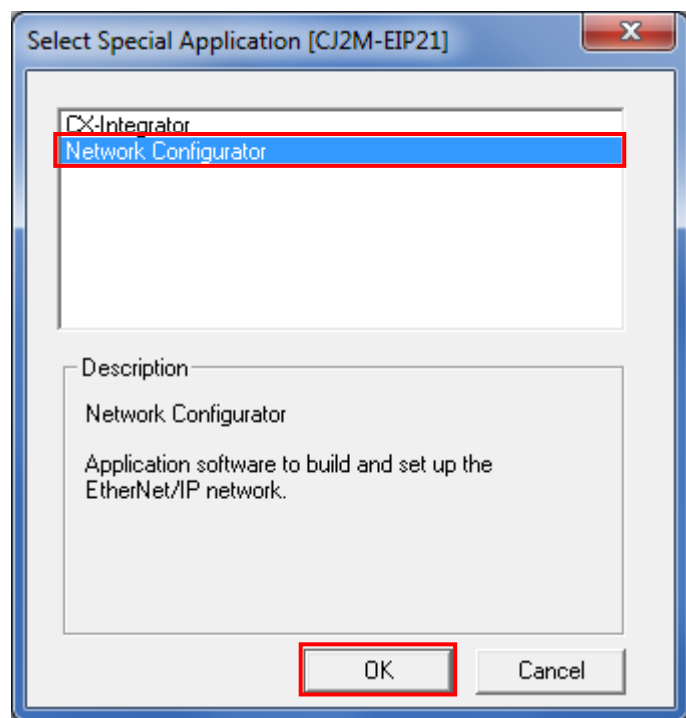 Select Special Application [CJ2M-EIP21]
CX-Integrator
Network Configurator
Description
Network Configurator
Application software to build and set up the
EtherNet/IP network.
OK
Cancel